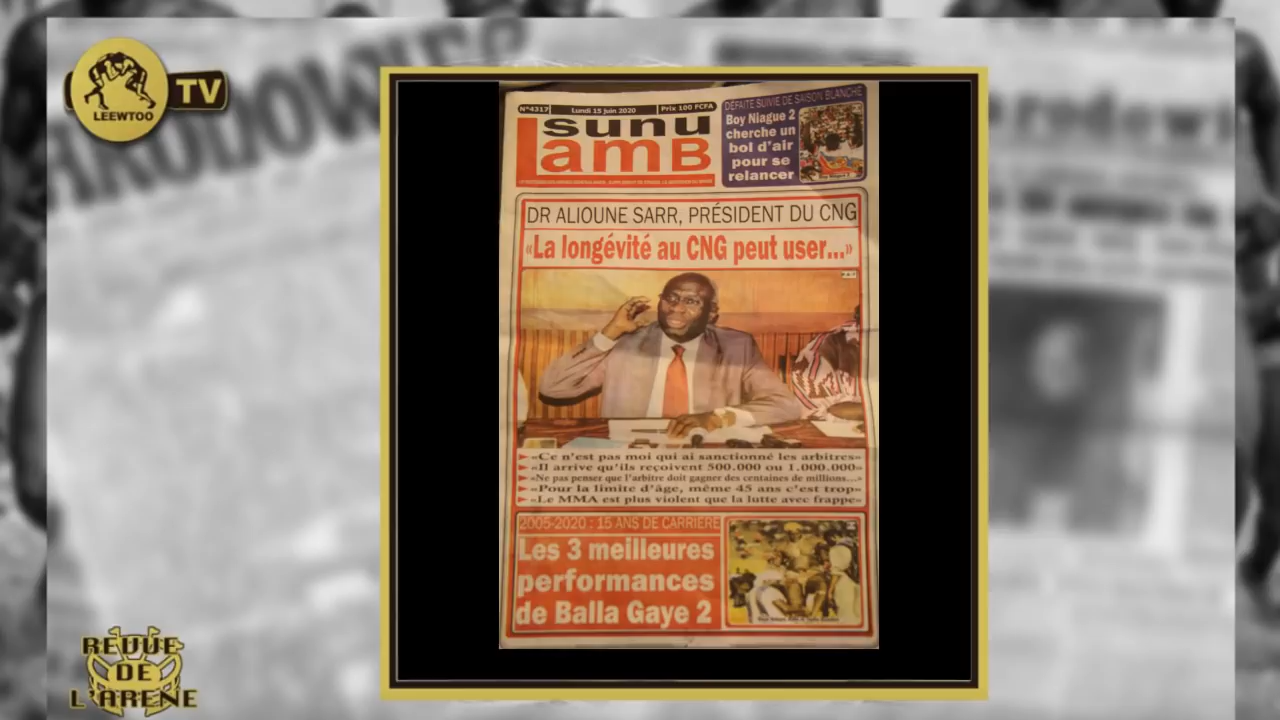 LEEWTOO
TV
N°4317
Lundi 15 juin 2020
Prix 100 FCFA
sunu
LamB
DÉFAITE SUIVIE DE SAISON BLANCHE
Boy Niague 2
cherche un
bol d'air
pour se
relancer
DR ALIOUNE SARR, PRÉSIDENT DU CNG
«La longévité au CNG peut user...»
«Ce n'est pas moi qui ai sanctionné les arbitres»
«Il arrive qu'ils reçoivent 500.000 ou 1.000.000»
«Ne pas penser que l'arbitre doit gagner des centaines de millions...»
«Pour la limite d'âge, même 45 ans c'est trop»
«Le MMA est plus violent que la lutte avec frappe»
2005-2020 : 15 ANS DE CARRIÈRE
Les 3 meilleures
performances
de Balla Gaye 2
REVUE
DE
L'ARENE